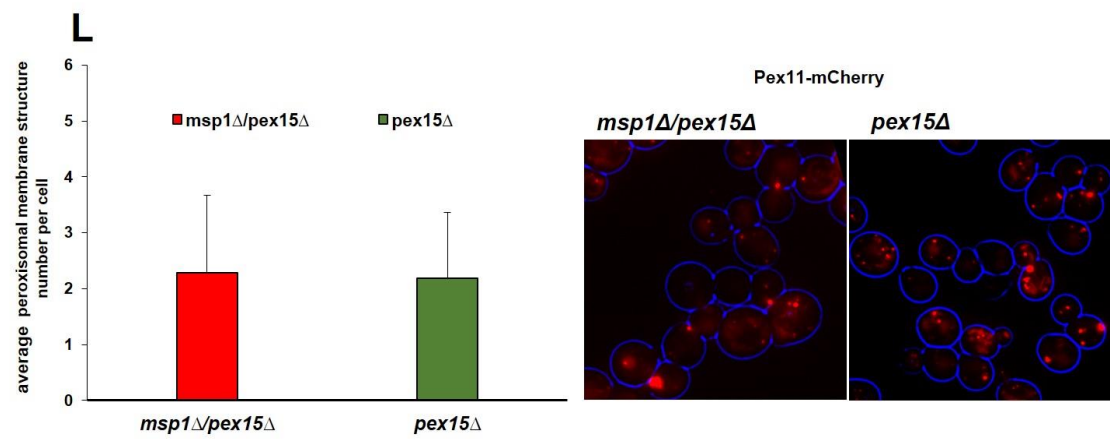 L
average peroxisomal membrane structure
number per cell
6
5
4
3
2
1
0
msp1Δ/pex15Δ
pex15Δ
msp1Δ/pex15Δ
pex15Δ
Pex11-mCherry
msp1Δ/pex15Δ
pex15Δ